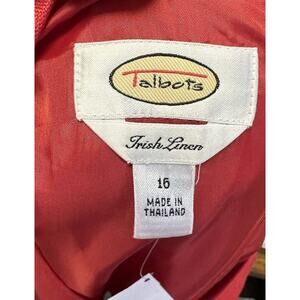 Talbots
Irish Linen
16
MADE IN
THAILAND